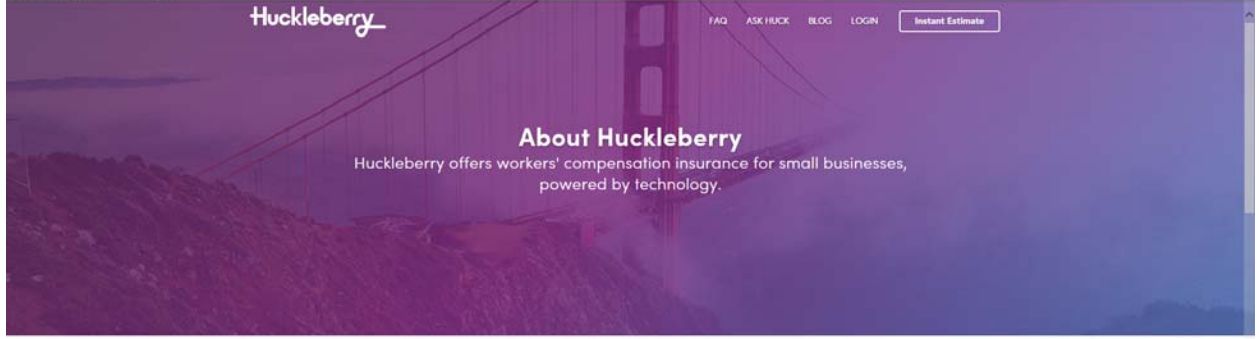 Huckleberry
FAQ ASK HUCK BLOG LOGIN Instant Estimate
About Huckleberry
Huckleberry offers workers' compensation insurance for small businesses,
powered by technology.